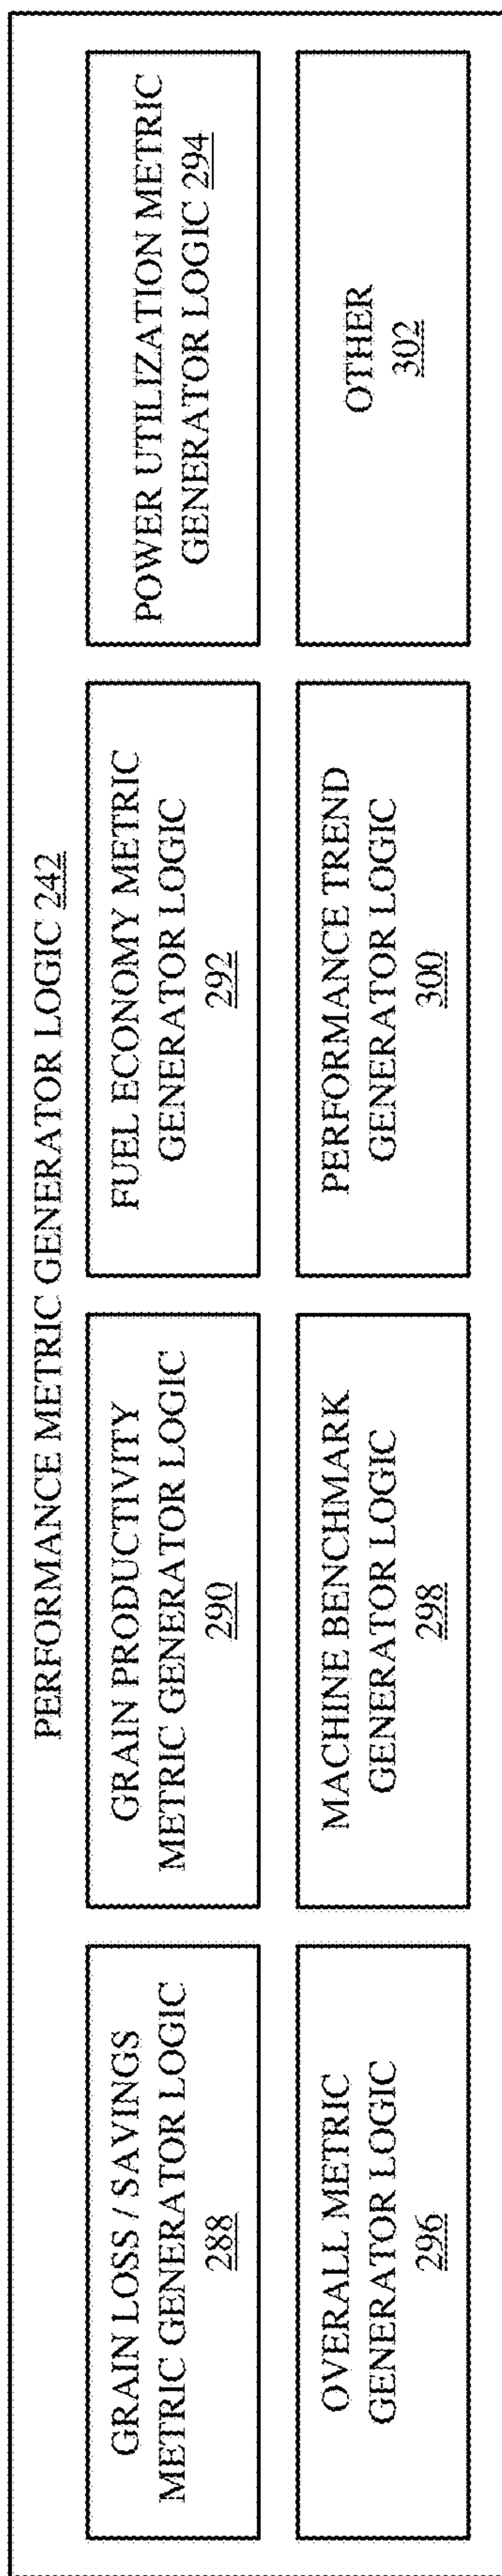 PERFORMANCE METRIC GENERATOR LOGIC 242
GRAIN LOSS / SAVINGS
METRIC GENERATOR LOGIC
288
GRAIN PRODUCTIVITY
METRIC GENERATOR LOGIC
290
FUEL ECONOMY METRIC
GENERATOR LOGIC
292
POWER UTILIZATION METRIC
GENERATOR LOGIC 294
OVERALL METRIC
GENERATOR LOGIC
296
MACHINE BENCHMARK
GENERATOR LOGIC
298
PERFORMANCE TREND
GENERATOR LOGIC
300
OTHER
302